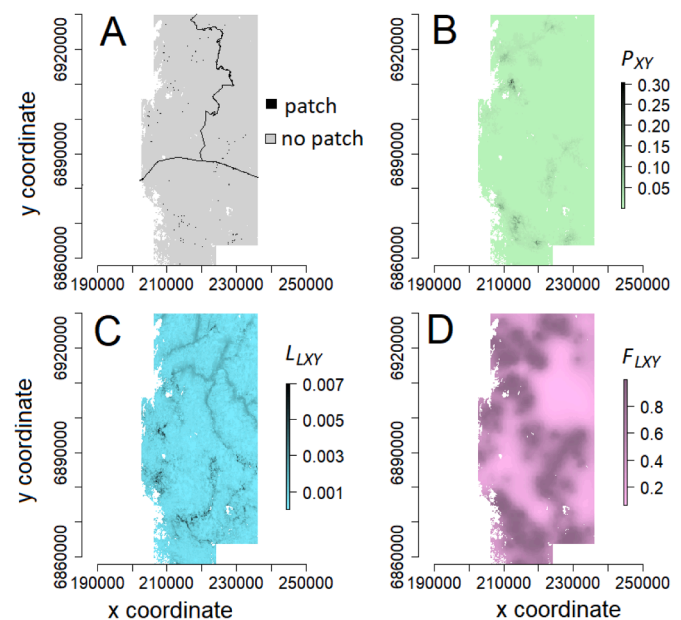 A
y coordinate
6920000
6890000
6860000
patch
no patch
190000 210000 230000 250000
B
P_XY
6920000
6890000
6860000
0.30
0.25
0.20
0.15
0.10
0.05
190000 210000 230000 250000
C
y coordinate
6920000
6890000
6860000
L_LXY
0.007
0.005
0.003
0.001
190000 210000 230000 250000
x coordinate
D
6920000
6890000
6860000
F_LXY
0.8
0.6
0.4
0.2
190000 210000 230000 250000
x coordinate